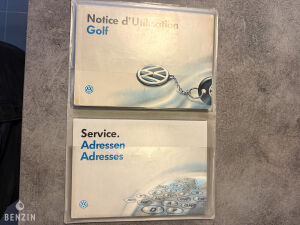 Notice d'Utilisation
Golf
Service.
Adressen
Adresses
BENZIN